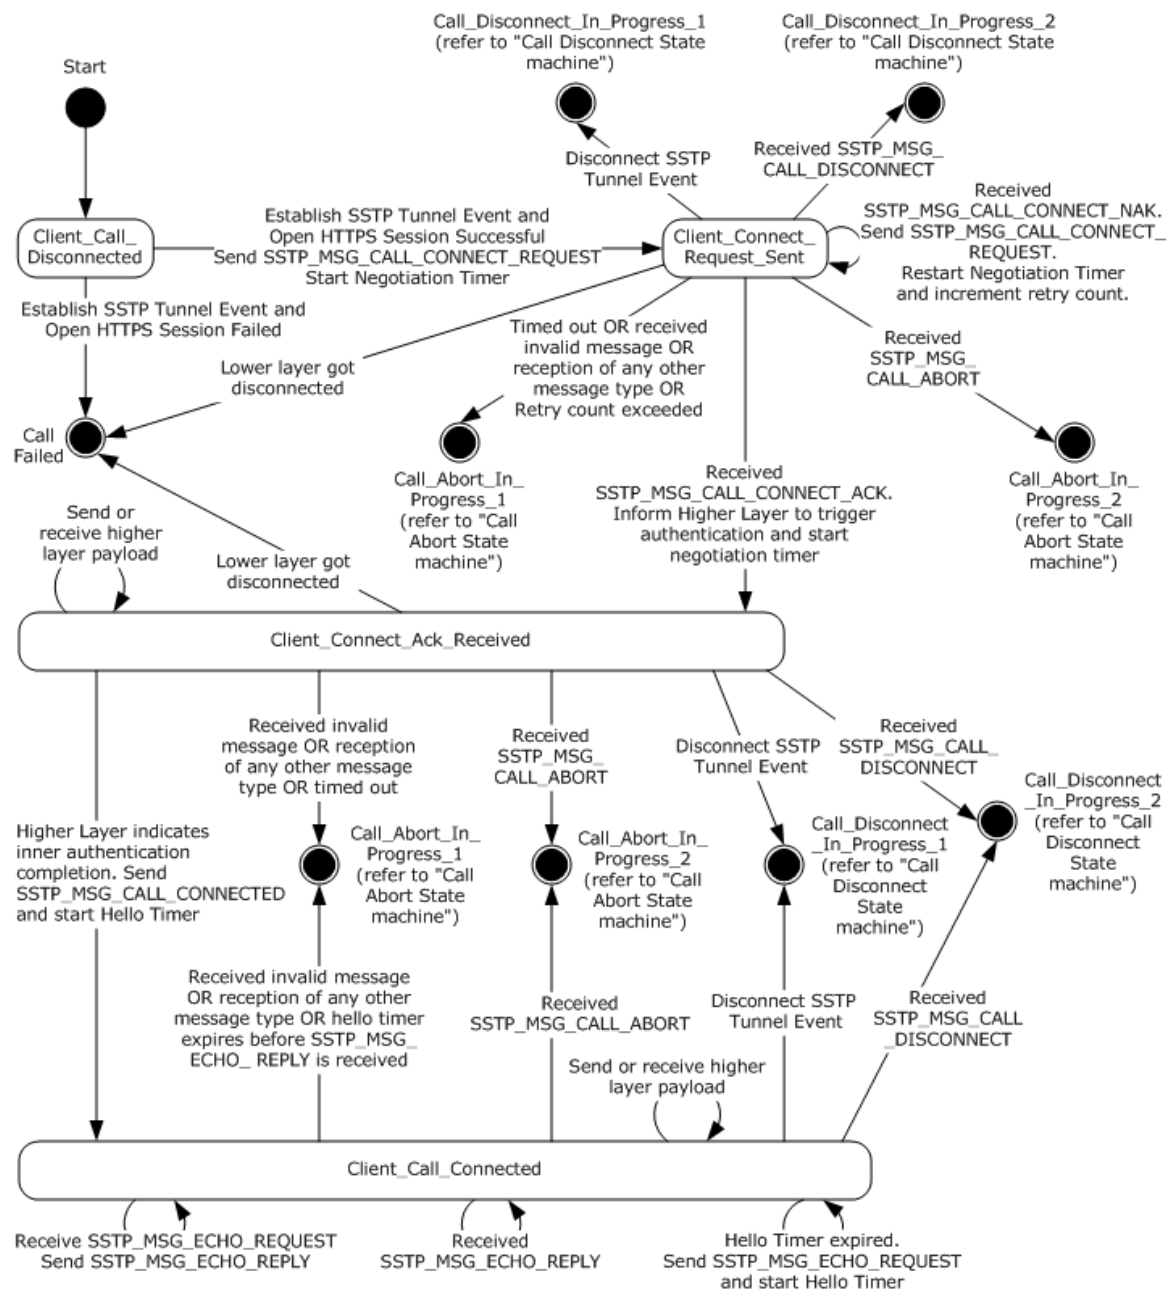 Call_Disconnect_In_Progress_1
(refer to "Call Disconnect State
machine")
Call_Disconnect_In_Progress_2
(refer to "Call Disconnect State
machine")
Start
Disconnect SSTP
Tunnel Event
Received SSTP_MSG_
CALL_DISCONNECT
Client_Call_
Disconnected
Establish SSTP Tunnel Event and
Open HTTPS Session Successful
Send SSTP_MSG_CALL_CONNECT_REQUEST
Start Negotiation Timer
Client_Connect_
Request_Sent
Received
SSTP_MSG_CALL_CONNECT_NAK.
Send SSTP_MSG_CALL_CONNECT_
REQUEST.
Restart Negotiation Timer
and increment retry count.
Establish SSTP Tunnel Event and
Open HTTPS Session Failed
Lower layer got
disconnected
Timed out OR received
invalid message OR
reception of any other
message type OR
Retry count exceeded
Received
SSTP_MSG_
CALL_ABORT
Call
Failed
Call_Abort_In_
Progress_1
(refer to "Call
Abort State
machine")
Received
SSTP_MSG_CALL_CONNECT_ACK.
Inform Higher Layer to trigger
authentication and start
negotiation timer
Call_Abort_In_
Progress_2
(refer to "Call
Abort State
machine")
Send or
receive higher
layer payload
Lower layer got
disconnected
Client_Connect_Ack_Received
Received invalid
message OR reception
of any other message
type OR timed out
Received
SSTP_MSG_
CALL_ABORT
Disconnect SSTP
Tunnel Event
Received
SSTP_MSG_CALL_
DISCONNECT
Higher Layer indicates
inner authentication
completion. Send
SSTP_MSG_CALL_CONNECTED
and start Hello Timer
Call_Abort_In_
Progress_1
(refer to "Call
Abort State
machine")
Call_Abort_In_
Progress_2
(refer to "Call
Abort State
machine")
Call_Disconnect
_In_Progress_1
(refer to "Call
Disconnect
State
machine")
Call_Disconnect
_In_Progress_2
(refer to "Call
Disconnect
State
machine")
Received invalid message
OR reception of any other
message type OR hello timer
expires before SSTP_MSG_
ECHO_ REPLY is received
Received
SSTP_MSG_CALL_ABORT
Disconnect SSTP
Tunnel Event
Received
SSTP_MSG_CALL
_DISCONNECT
Send or receive higher
layer payload
Client_Call_Connected
Receive SSTP_MSG_ECHO_REQUEST
Send SSTP_MSG_ECHO_REPLY
Received
SSTP_MSG_ECHO_REPLY
Hello Timer expired.
Send SSTP_MSG_ECHO_REQUEST
and start Hello Timer